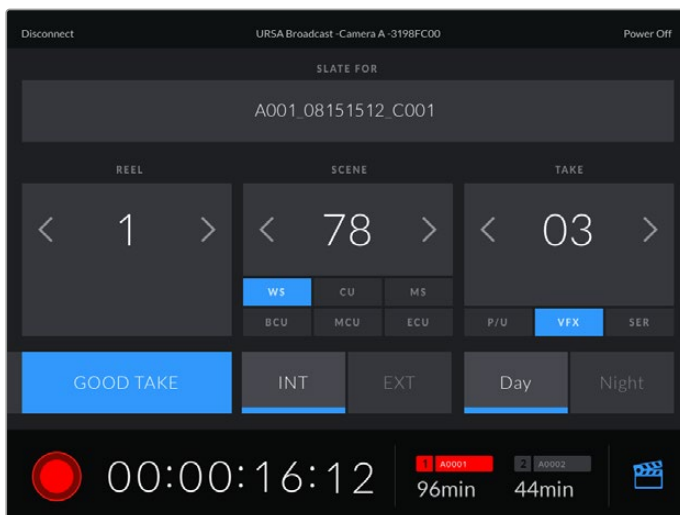 Disconnect URSA Broadcast -Camera A -3198FC00 Power Off
SLATE FOR
A001_08151512_C001
REEL SCENE TAKE
< 1 > < 78 > < 03 >
WS CU MS
BCU MCU ECU P/U VFX SER
GOOD TAKE INT EXT Day Night
00:00:16:12 1 A0001 2 A0002
96min 44min